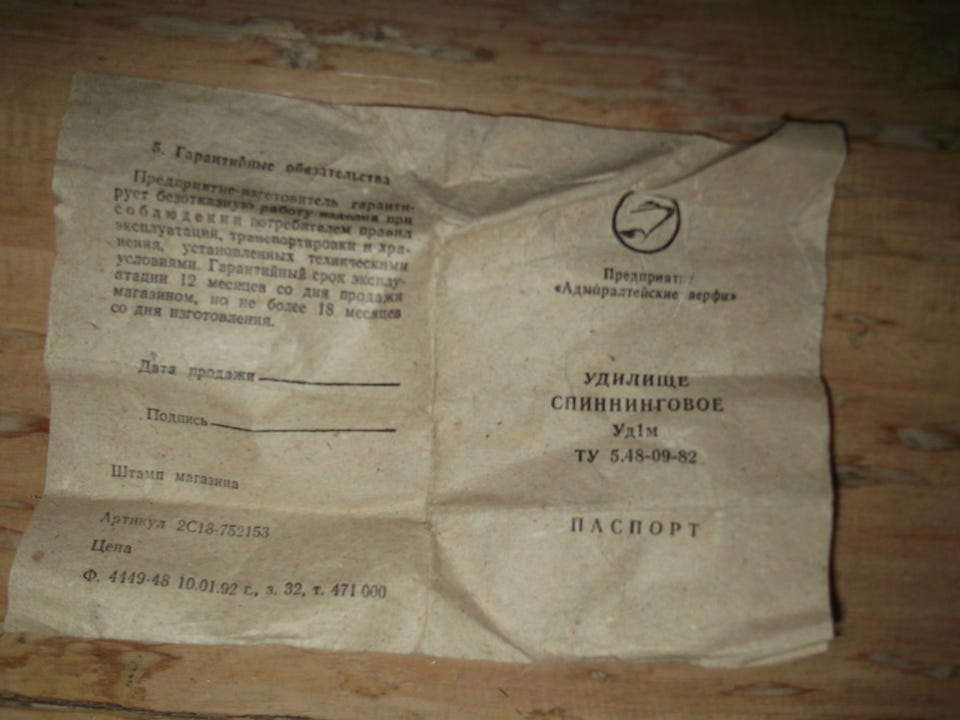 5. Гарантийные обязательства
Предприятие-изготовитель гаранти-
рует безотказную работу изделия при
соблюдении потребителем правил
эксплуатации, транспортировки и хра-
нения, установленных техническими
условиями. Гарантийный срок эксплу-
атации 12 месяцев со дня продажи
магазином, но не более 18 месяцев
со дня изготовления.
Дата продажи
Подпись
Штамп магазина
Артикул 2С18-752153
Цена
Ф. 4449-48 10.01.92 г., з. 32, т. 471 000
Предприятие
«Адмиралтейские верфи»
УДИЛИЩЕ
СПИННИНГОВОЕ
Уд1м
ТУ 5.48-09-82
ПАСПОРТ